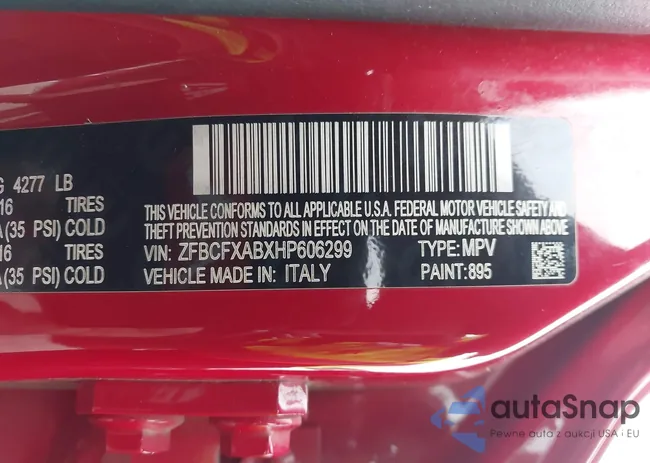 G 4277 LB
16 TIRES
(35 PSI) COLD
16 TIRES
A (35 PSI) COLD
THIS VEHICLE CONFORMS TO ALL APPLICABLE U.S.A. FEDERAL MOTOR VEHICLE SAFETY AND
THEFT PREVENTION STANDARDS IN EFFECT ON THE DATE OF MANUFACTURE SHOWN ABOVE
VIN: ZFBCFXABXHP606299 TYPE: MPV
VEHICLE MADE IN: ITALY PAINT: 895
autaSnap
Pewne auta z aukcji USA i EU